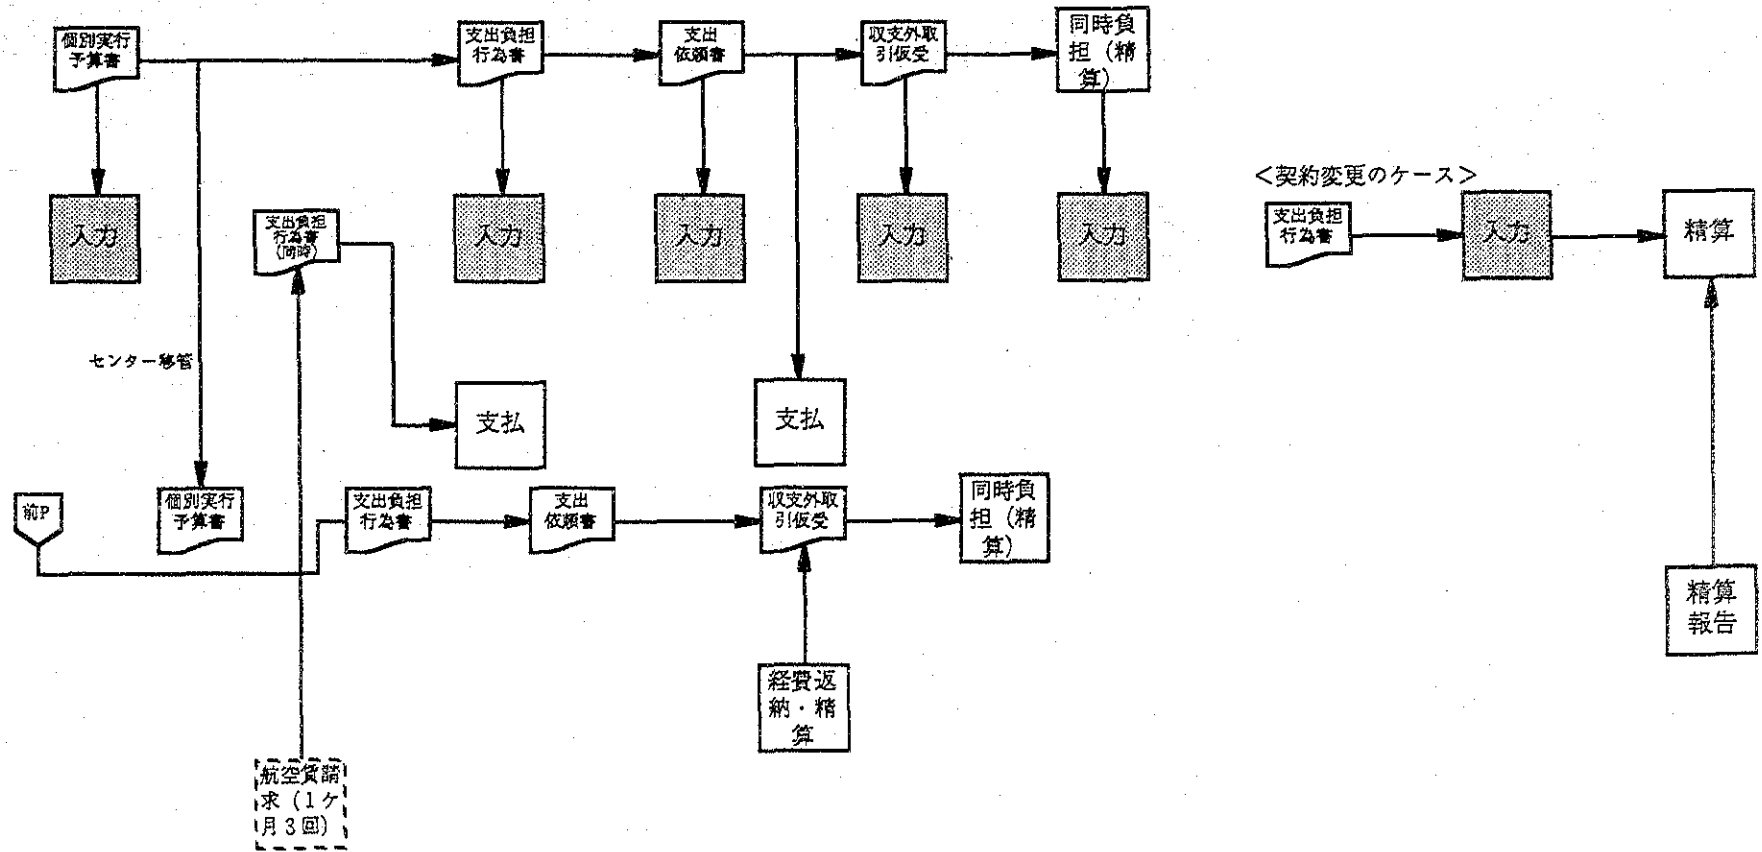 個別実行
予算書
支出負担
行為書
支出
依頼書
収支外取
引仮受
同時負
担（精
算）
入力
支出負担
行為書
(同時)
入力
入力
入力
入力
＜契約変更のケース＞
支出負担
行為書
入力
精算
センター移管
支払
支払
前P
個別実行
予算書
支出負担
行為書
支出
依頼書
収支外取
引仮受
同時負
担（精
算）
精算
報告
経費返
納・精
算
航空賃請
求（1ケ
月3回）